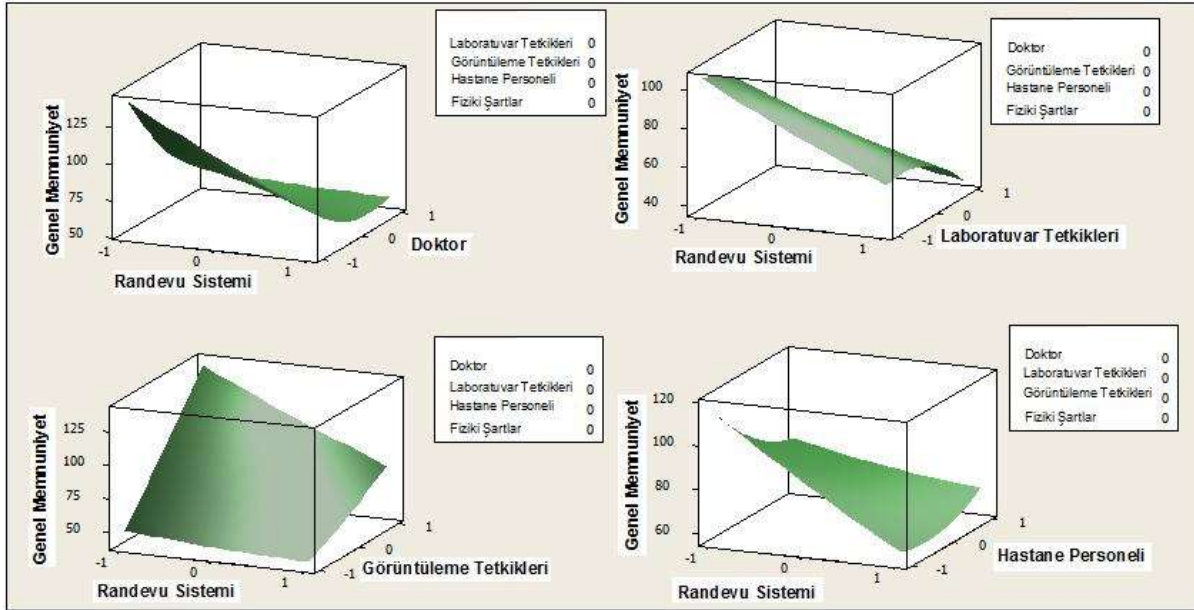 Laboratuvar Tetkikleri 0
Görüntüleme Tetkikleri 0
Hastane Personeli 0
Fiziki Şartlar 0
Genel Memnuniyet
125
100
75
50
-1
0
1
Randevu Sistemi
-1
0
1
Doktor
Doktor 0
Görüntüleme Tetkikleri 0
Hastane Personeli 0
Fiziki Şartlar 0
Genel Memnuniyet
100
80
60
40
-1
0
1
Randevu Sistemi
-1
0
1
Laboratuvar Tetkikleri
Doktor 0
Laboratuvar Tetkikleri 0
Hastane Personeli 0
Fiziki Şartlar 0
Genel Memnuniyet
125
100
75
50
-1
0
1
Randevu Sistemi
-1
0
1
Görüntüleme Tetkikleri
Doktor 0
Laboratuvar Tetkikleri 0
Görüntüleme Tetkikleri 0
Fiziki Şartlar 0
Genel Memnuniyet
120
100
80
60
-1
0
1
Randevu Sistemi
-1
0
1
Hastane Personeli